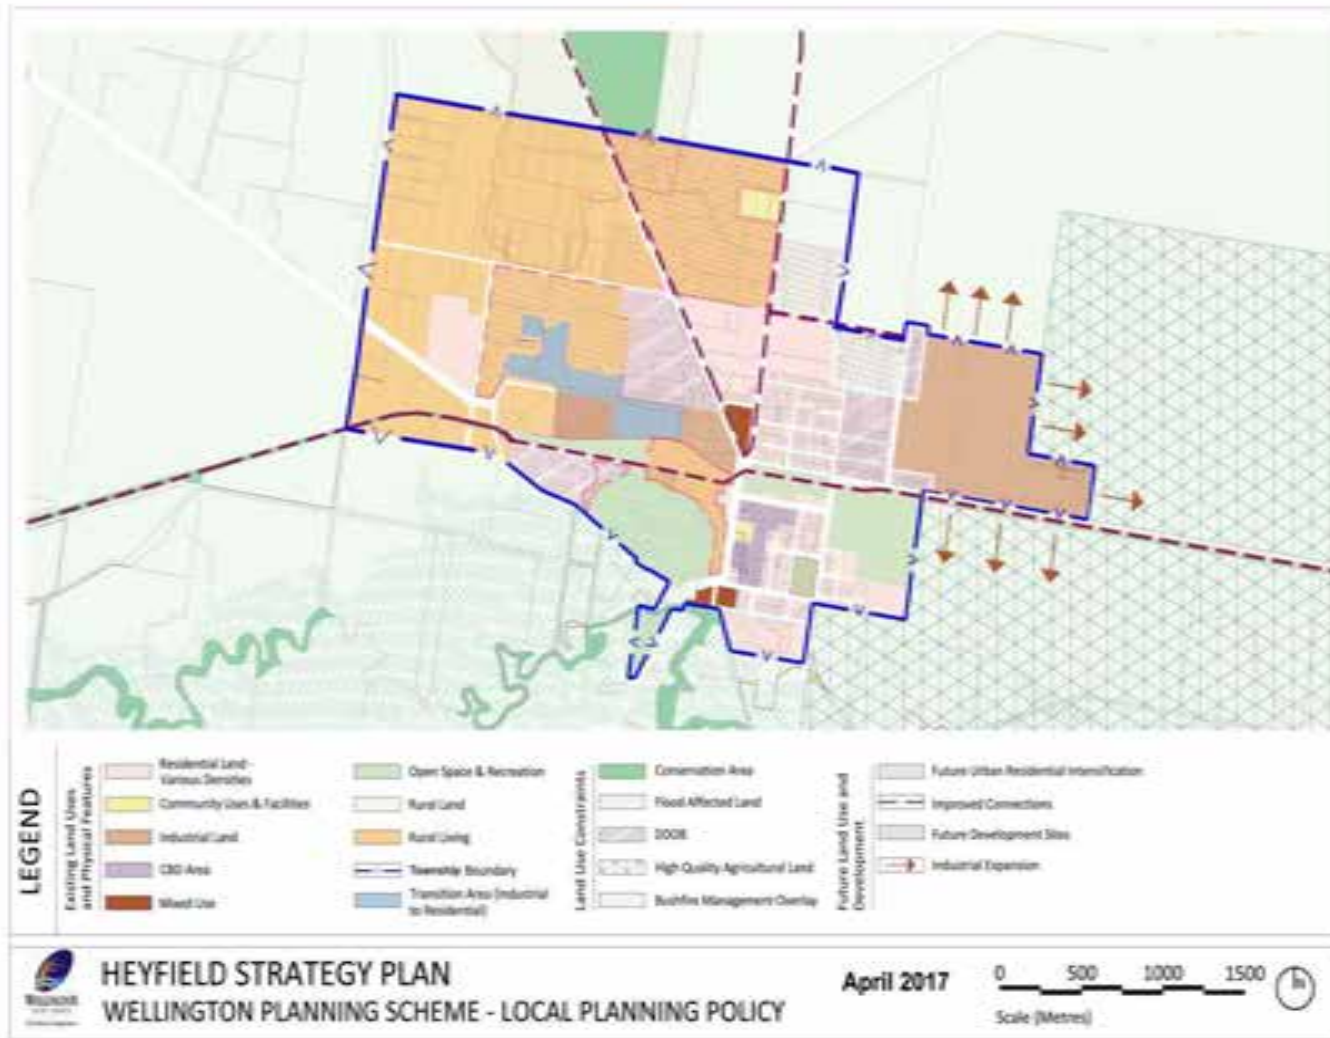 LEGEND
Existing Land Uses
and Physical Features
Residential Land -
Various Densities
Community Uses & Facilities
Industrial Land
CBD Area
Mixed Use
Open Space & Recreation
Rural Land
Rural Living
Township Boundary
Transition Area (Industrial
to Residential)
Land Use Constraints
Conservation Area
Flood Affected Land
High Quality Agricultural Land
Bushfire Management Overlay
Future Land Use and
Development
Future Urban Residential Intensification
Improved Connections
Future Development Sites
Industrial Expansion
WELLINGTON
HEYFIELD STRATEGY PLAN
WELLINGTON PLANNING SCHEME - LOCAL PLANNING POLICY
April 2017
0 500 1000 1500
Scale (Metres)